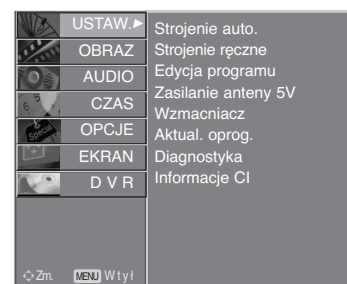 USTAW.
OBRAZ
AUDIO
CZAS
OPCJE
EKRAN
D V R
Strojenie auto.
Strojenie ręczne
Edycja programu
Zasilanie anteny 5V
Wzmacniacz
Aktual. oprog.
Diagnostyka
Informacje CI
Zm. MENU Wtył